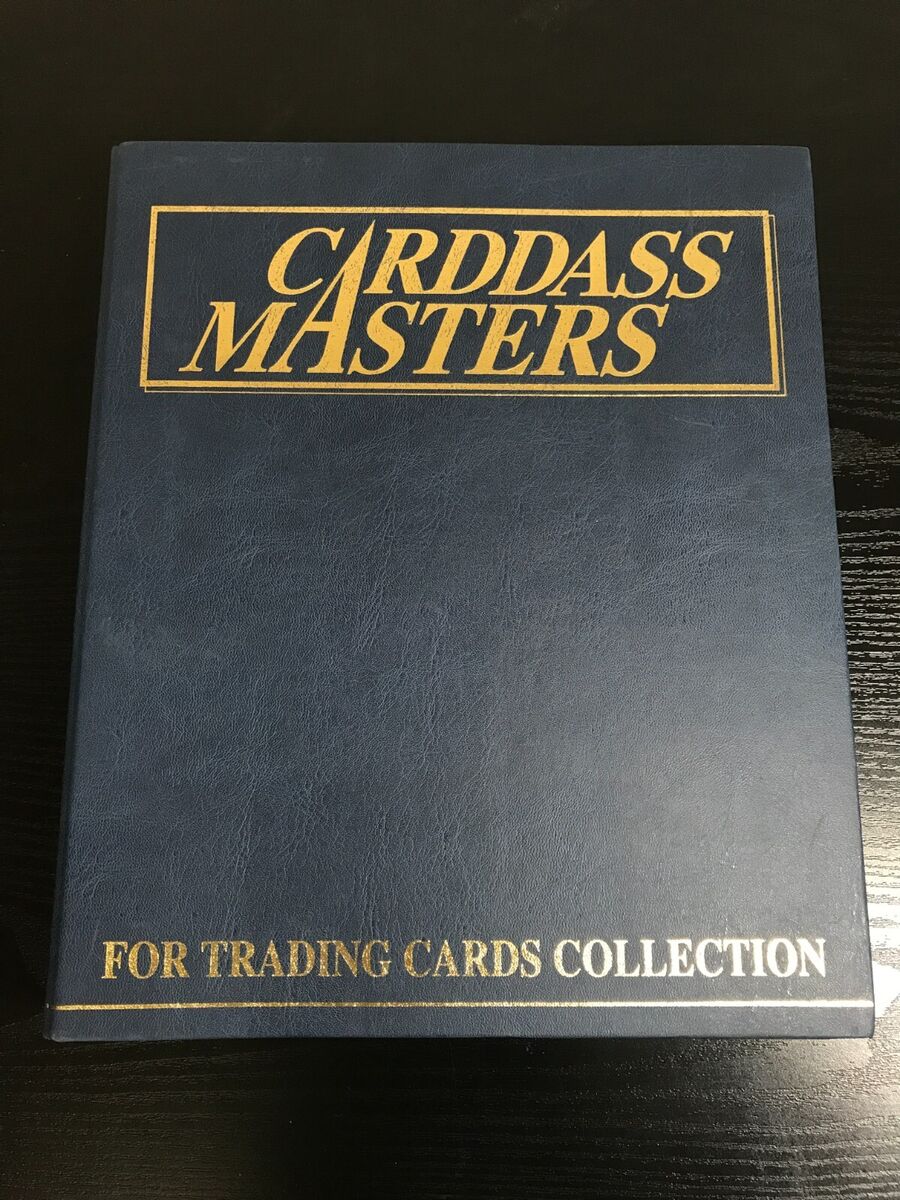 CARDDASS
MASTERS
FOR TRADING CARDS COLLECTION